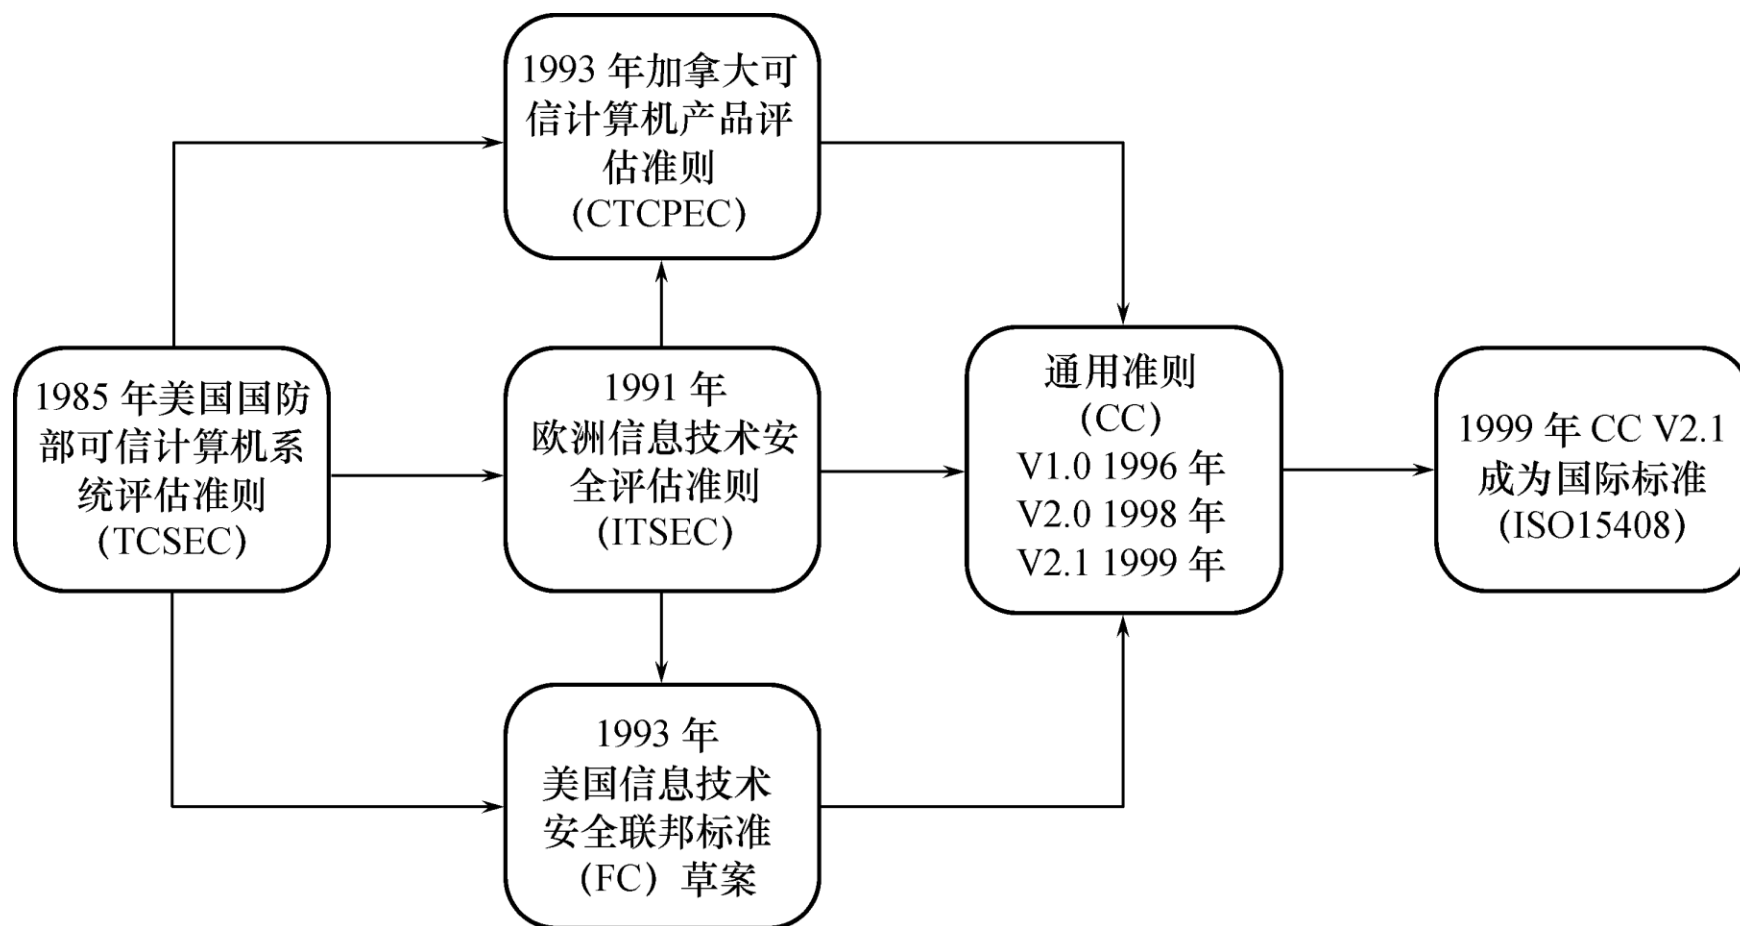 1993 年加拿大可
信计算机产品评
估准则
(CTCPEC)
1985 年美国国防
部可信计算机系
统评估准则
(TCSEC)
1991 年
欧洲信息技术安
全评估准则
(ITSEC)
1993 年
美国信息技术
安全联邦标准
(FC) 草案
通用准则
(CC)
V1.0 1996 年
V2.0 1998 年
V2.1 1999 年
1999 年 CC V2.1
成为国际标准
(ISO15408)